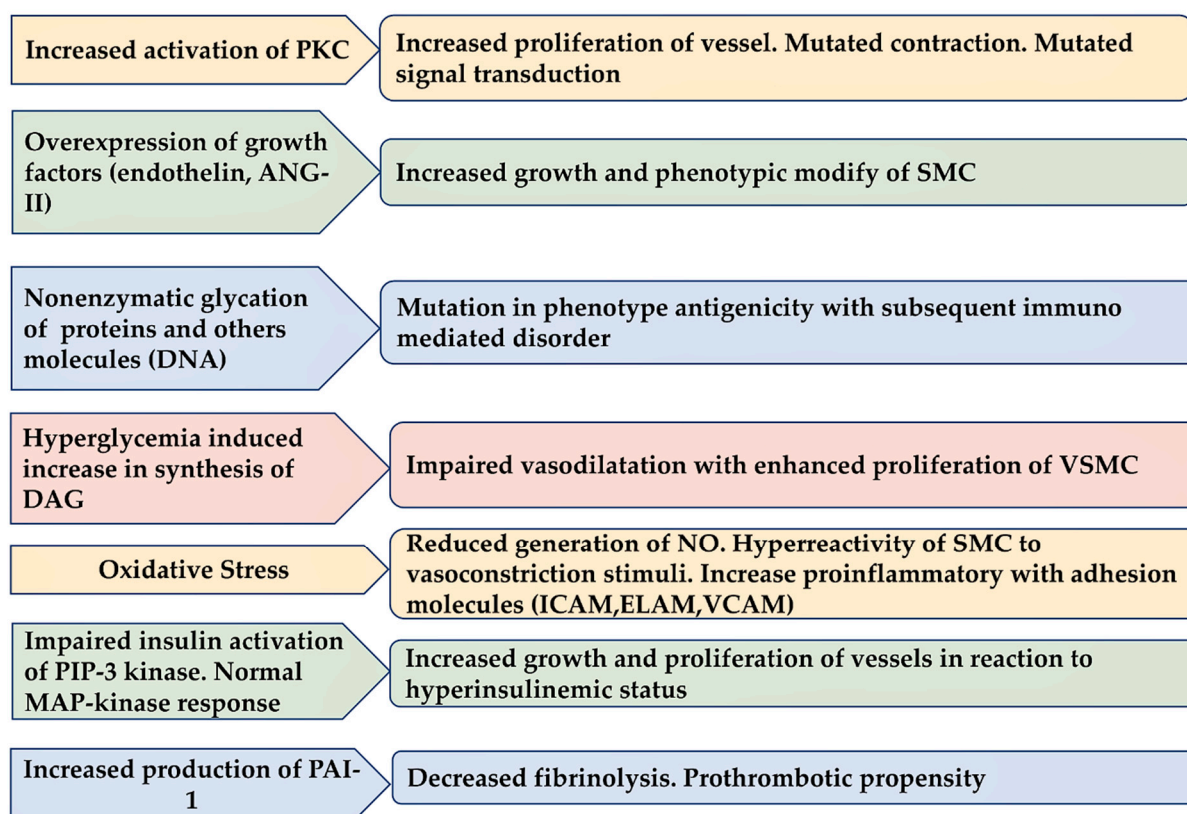 Increased activation of PKC
Increased proliferation of vessel. Mutated contraction. Mutated
signal transduction
Overexpression of growth
factors (endothelin, ANG-
II)
Increased growth and phenotypic modify of SMC
Nonenzymatic glycation
of proteins and others
molecules (DNA)
Mutation in phenotype antigenicity with subsequent immuno
mediated disorder
Hyperglycemia induced
increase in synthesis of
DAG
Impaired vasodilatation with enhanced proliferation of VSMC
Oxidative Stress
Reduced generation of NO. Hyperreactivity of SMC to
vasoconstriction stimuli. Increase proinflammatory with adhesion
molecules (ICAM,ELAM,VCAM)
Impaired insulin activation
of PIP-3 kinase. Normal
MAP-kinase response
Increased growth and proliferation of vessels in reaction to
hyperinsulinemic status
Increased production of PAI-
1
Decreased fibrinolysis. Prothrombotic propensity